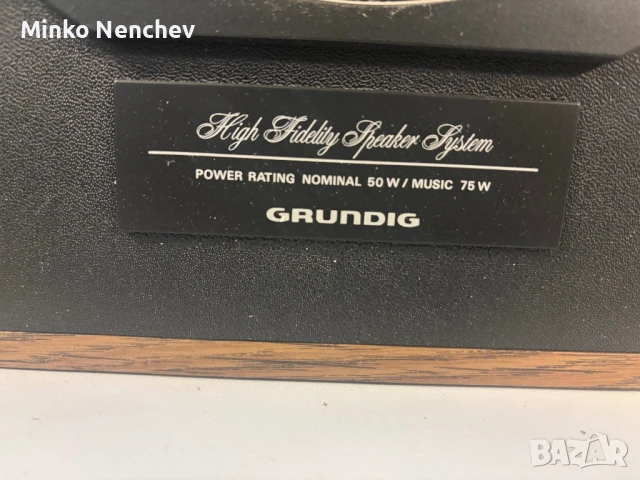 Minko Nenchev
High Fidelity Speaker System
POWER RATING NOMINAL 50 W / MUSIC 75 W
GRUNDIG
BAZAR